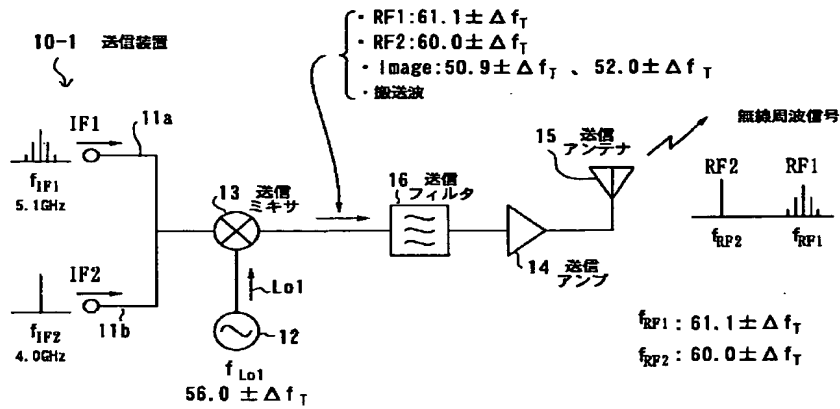 10-1 送信装置
・RF1:61.1±Δf_T
・RF2:60.0±Δf_T
・Image:50.9±Δf_T 、52.0±Δf_T
・搬送波
無線周波信号
IF1
11a
f_IF1
5.1GHz
13 送信ミキサ
16 送信フィルタ
15 送信アンテナ
RF2
RF1
f_RF2
f_RF1
14 送信アンプ
IF2
11b
f_IF2
4.0GHz
Lo1
12
f_Lo1
56.0 ±Δf_T
f_RF1:61.1±Δf_T
f_RF2:60.0±Δf_T